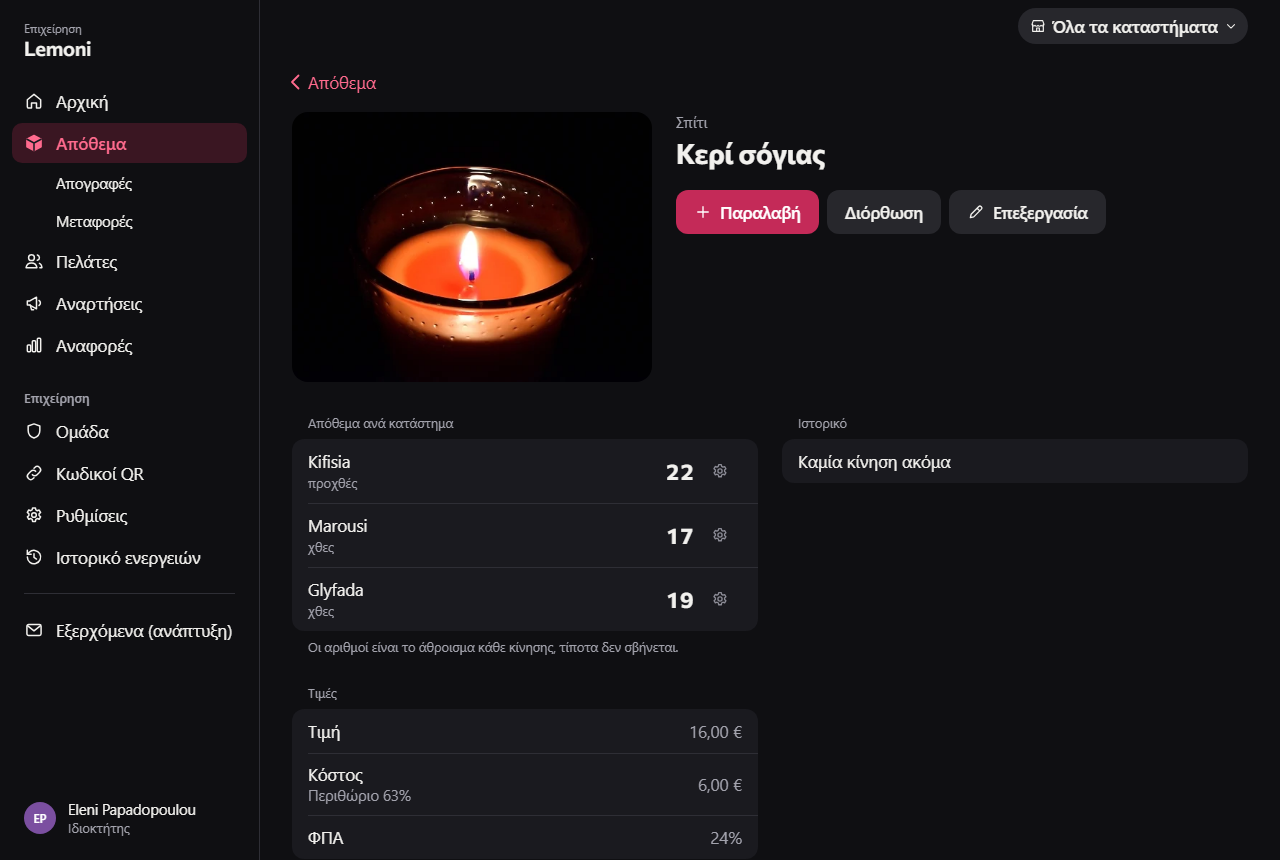 Επιχείρηση
Lemoni
Αρχική
Απόθεμα
Απογραφές
Μεταφορές
Πελάτες
Αναρτήσεις
Αναφορές
Επιχείρηση
Ομάδα
Κωδικοί QR
Ρυθμίσεις
Ιστορικό ενεργειών
Εξερχόμενα (ανάπτυξη)
EP
Eleni Papadopoulou
Ιδιοκτήτης
Όλα τα καταστήματα
Απόθεμα
Σπίτι
Κερί σόγιας
Παραλαβή
Διόρθωση
Επεξεργασία
Απόθεμα ανά κατάστημα
Kifisia
22
προχθές
Marousi
17
χθες
Glyfada
19
χθες
Οι αριθμοί είναι το άθροισμα κάθε κίνησης, τίποτα δεν σβήνεται.
Ιστορικό
Καμία κίνηση ακόμα
Τιμές
Τιμή 16,00 €
Κόστος 6,00 €
Περιθώριο 63%
ΦΠΑ 24%